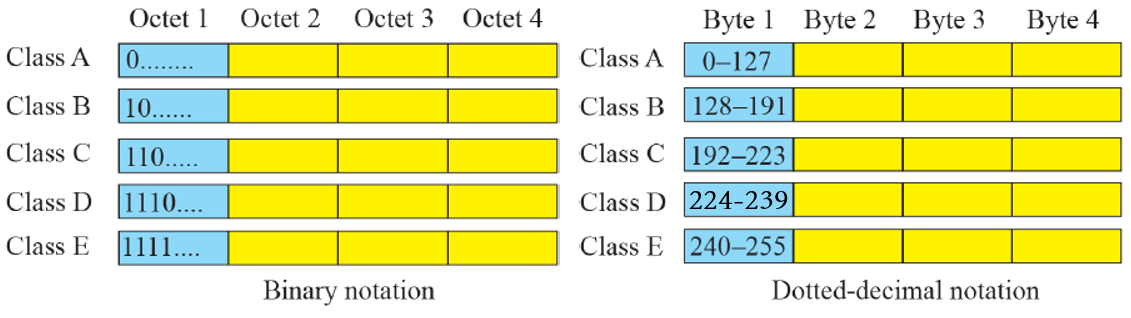 Octet 1 Octet 2 Octet 3 Octet 4
Class A 0........
Class B 10......
Class C 110.....
Class D 1110....
Class E 1111....
Binary notation
Byte 1 Byte 2 Byte 3 Byte 4
Class A 0–127
Class B 128–191
Class C 192–223
Class D 224-239
Class E 240–255
Dotted-decimal notation